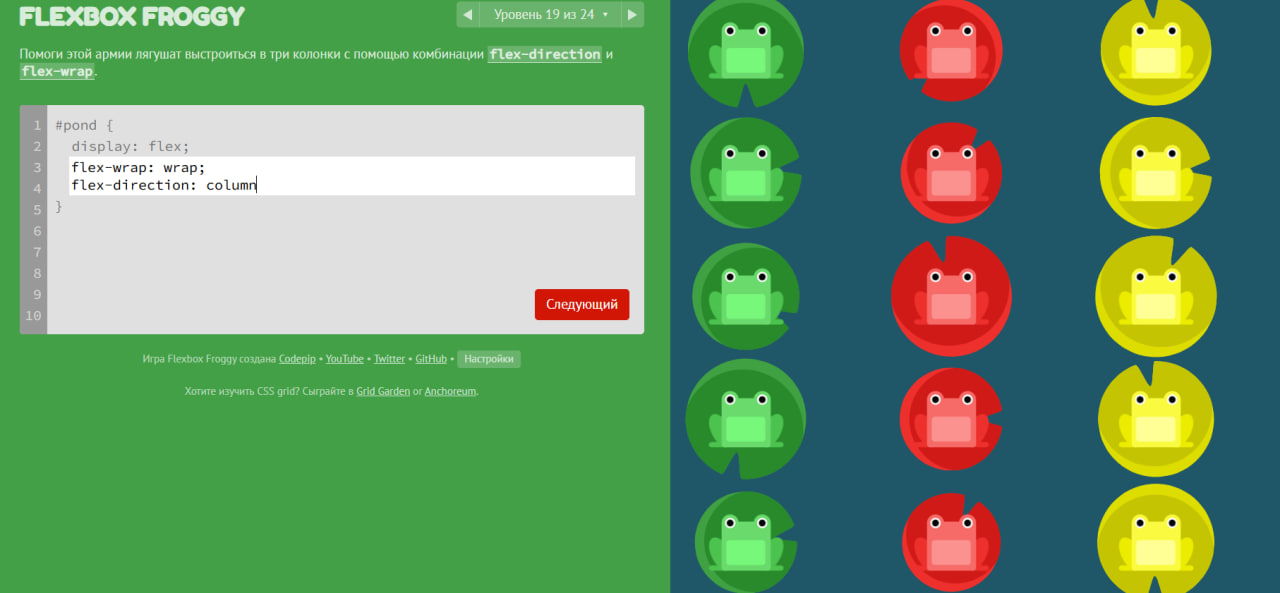 FLEXBOX FROGGY
◀ Уровень 19 из 24 ▼ ▶
Помоги этой армии лягушат выстроиться в три колонки с помощью комбинации flex-direction и
flex-wrap.
1 #pond {
2 display: flex;
3 flex-wrap: wrap;
4 flex-direction: column
5 }
6
7
8
9
10
Следующий
Игра Flexbox Froggy создана Codepip • YouTube • Twitter • GitHub • Настройки
Хотите изучить CSS grid? Сыграйте в Grid Garden or Anchoreum.